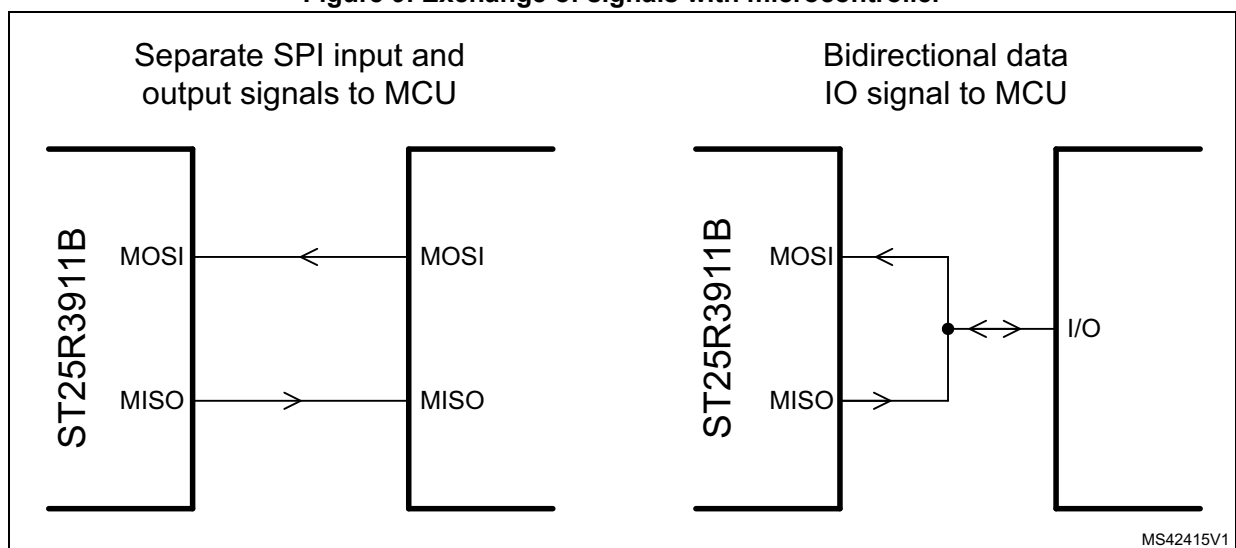 Figure Exchange of signals with microcontroller
Separate SPI input and
output signals to MCU
Bidirectional data
IO signal to MCU
ST25R3911B
MOSI
MOSI
MISO
MISO
ST25R3911B
MOSI
I/O
MISO
MS42415V1